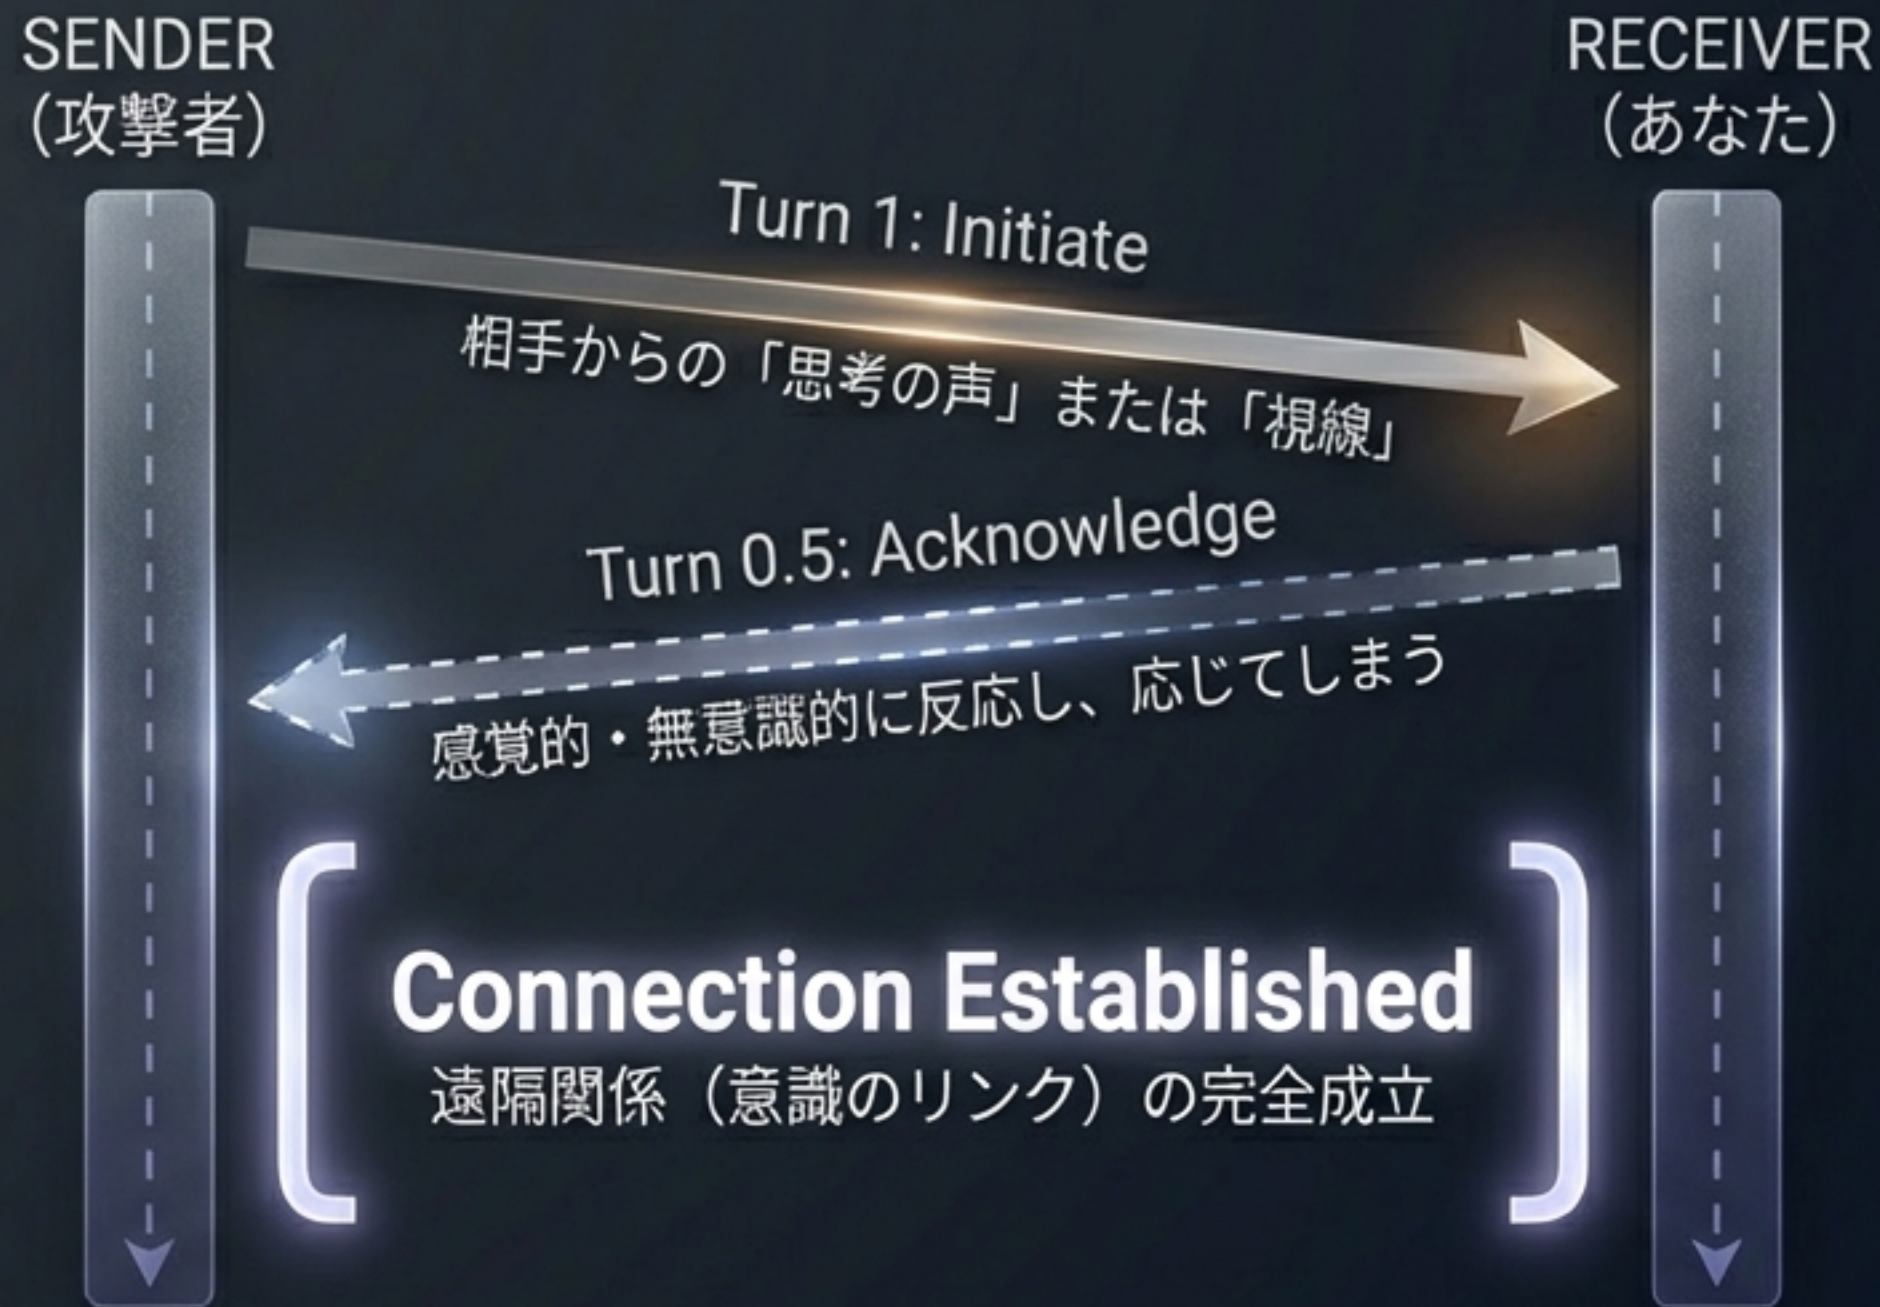 SENDER
（攻撃者）
RECEIVER
（あなた）
Turn 1: Initiate
相手からの「思考の声」または「視線」
Turn 0.5: Acknowledge
感覚的・無意識的に反応し、応じてしまう
Connection Established
遠隔関係（意識のリンク）の完全成立